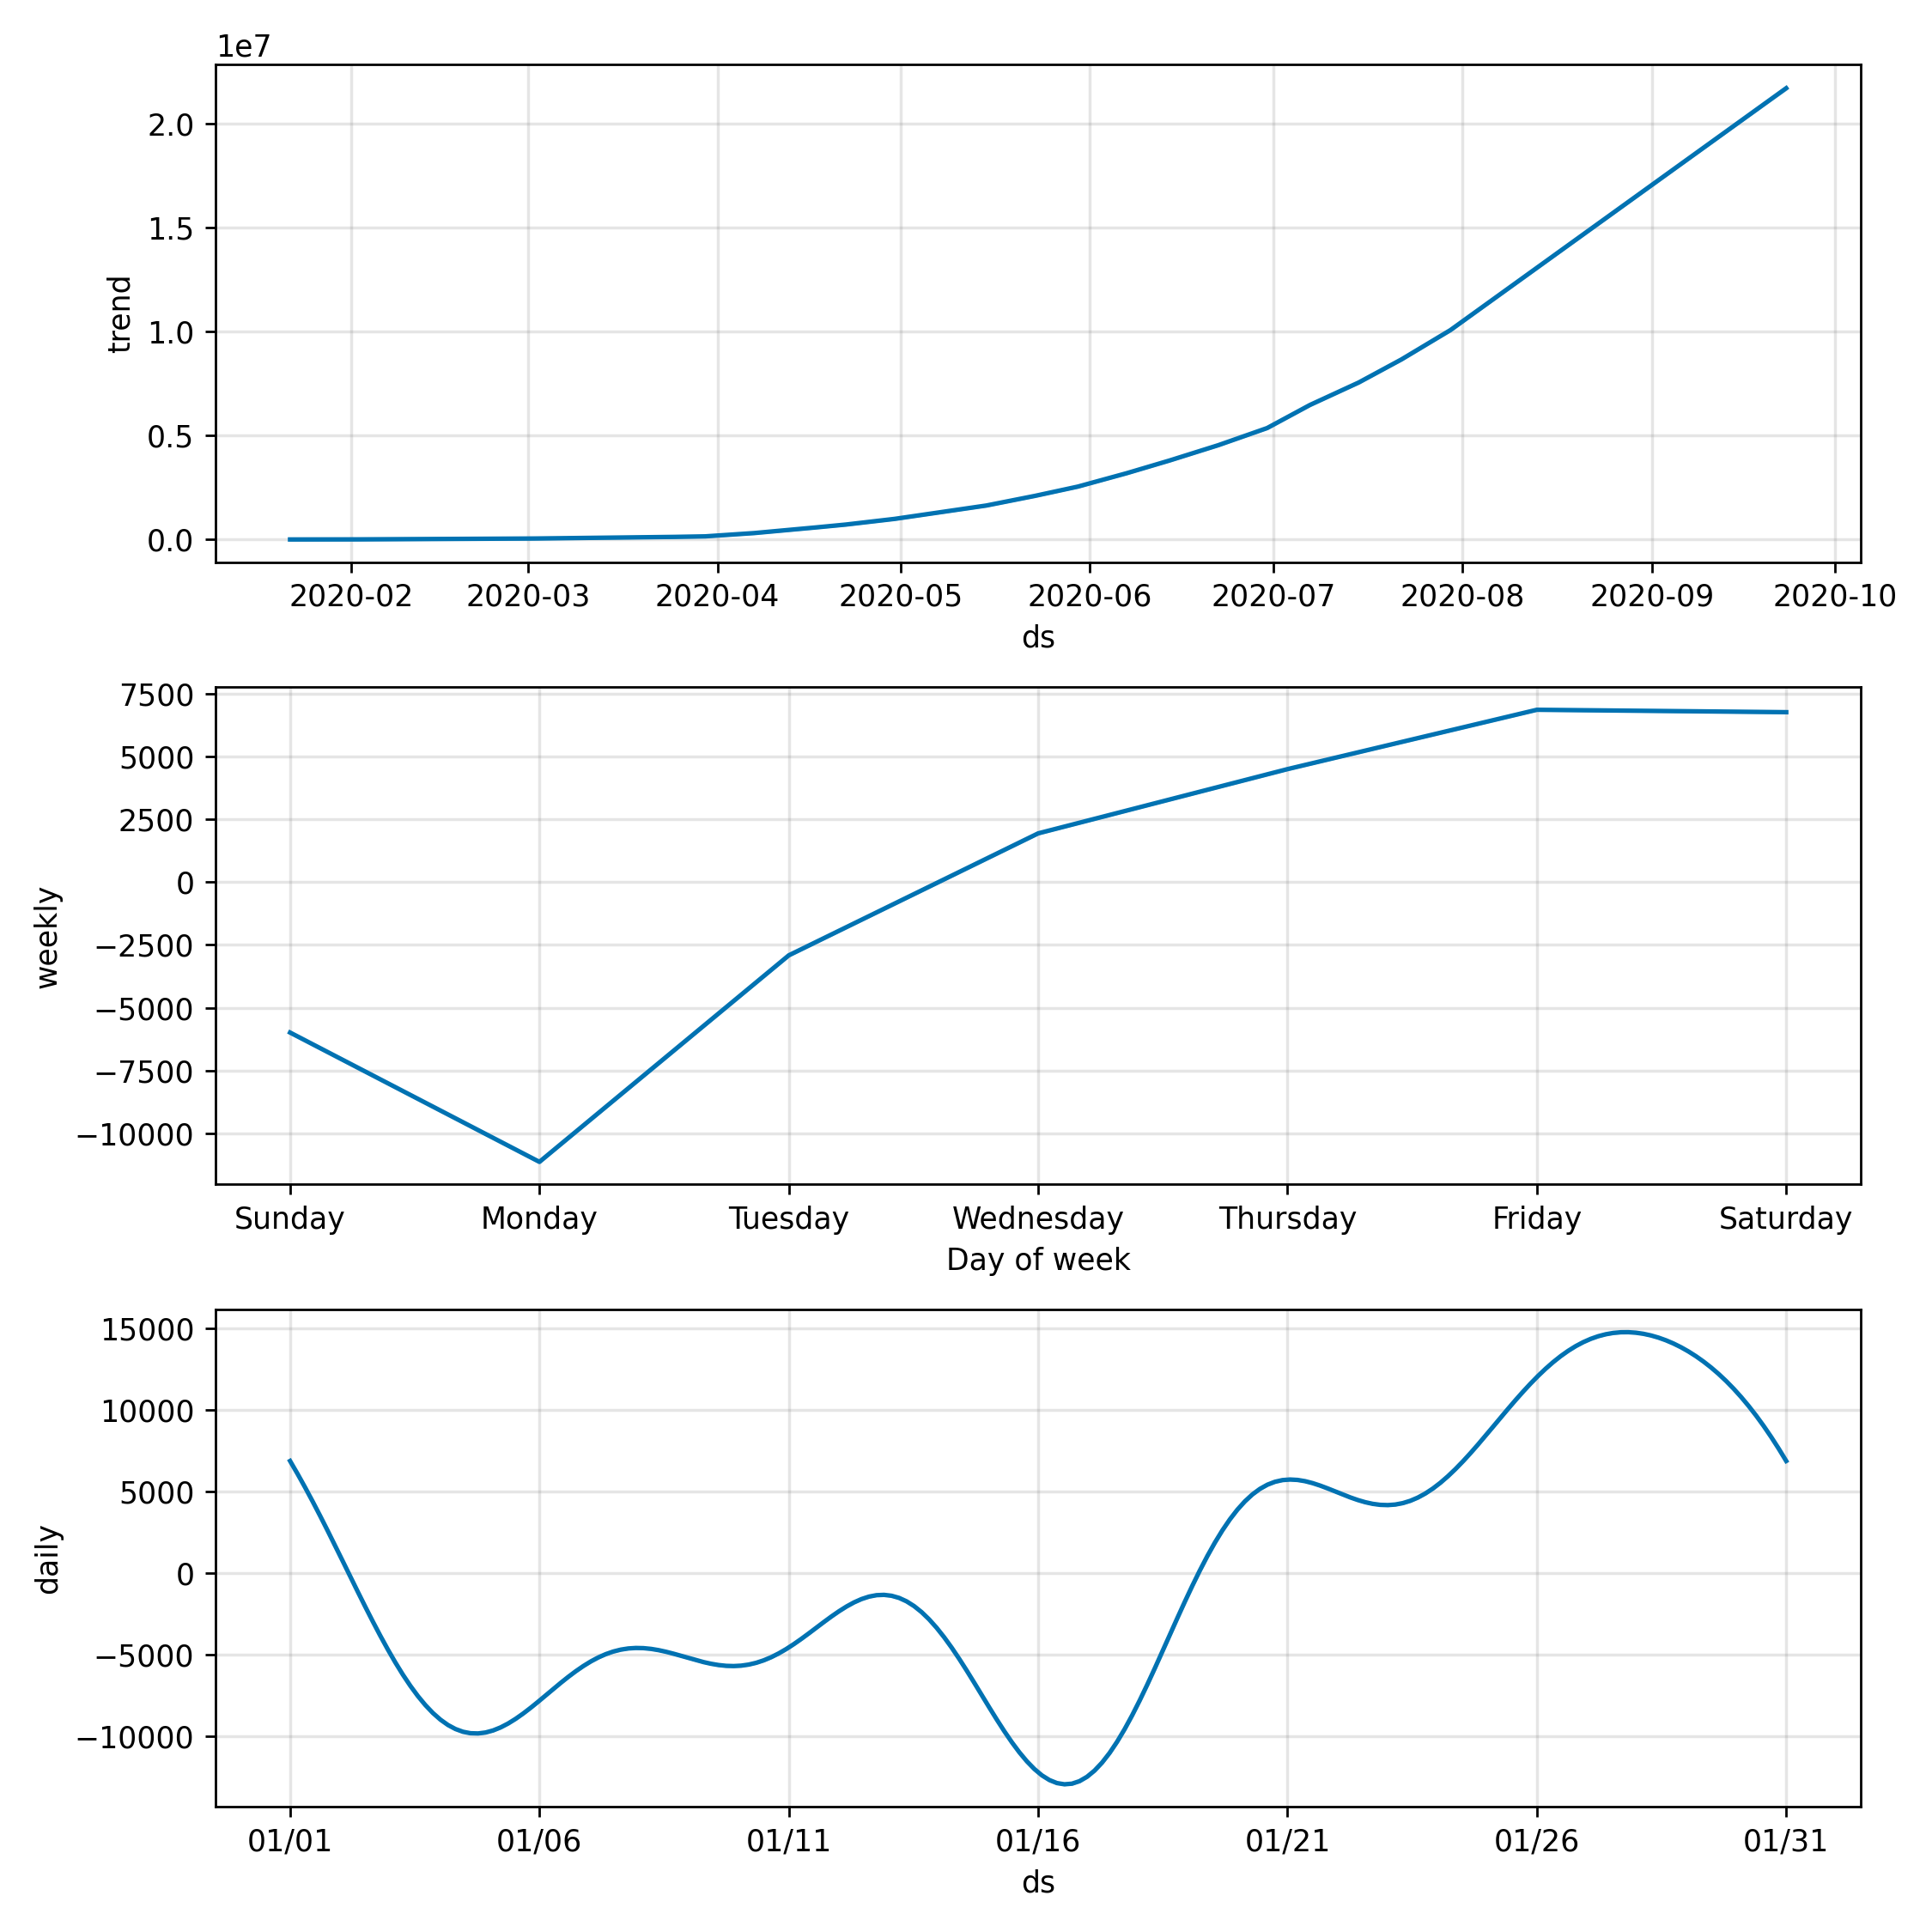 1e7
2.0
1.5
1.0
0.5
0.0
trend
2020-02 2020-03 2020-04 2020-05 2020-06 2020-07 2020-08 2020-09 2020-10
ds
7500
5000
2500
0
−2500
−5000
−7500
−10000
weekly
Sunday Monday Tuesday Wednesday Thursday Friday Saturday
Day of week
15000
10000
5000
0
−5000
−10000
daily
01/01 01/06 01/11 01/16 01/21 01/26 01/31
ds